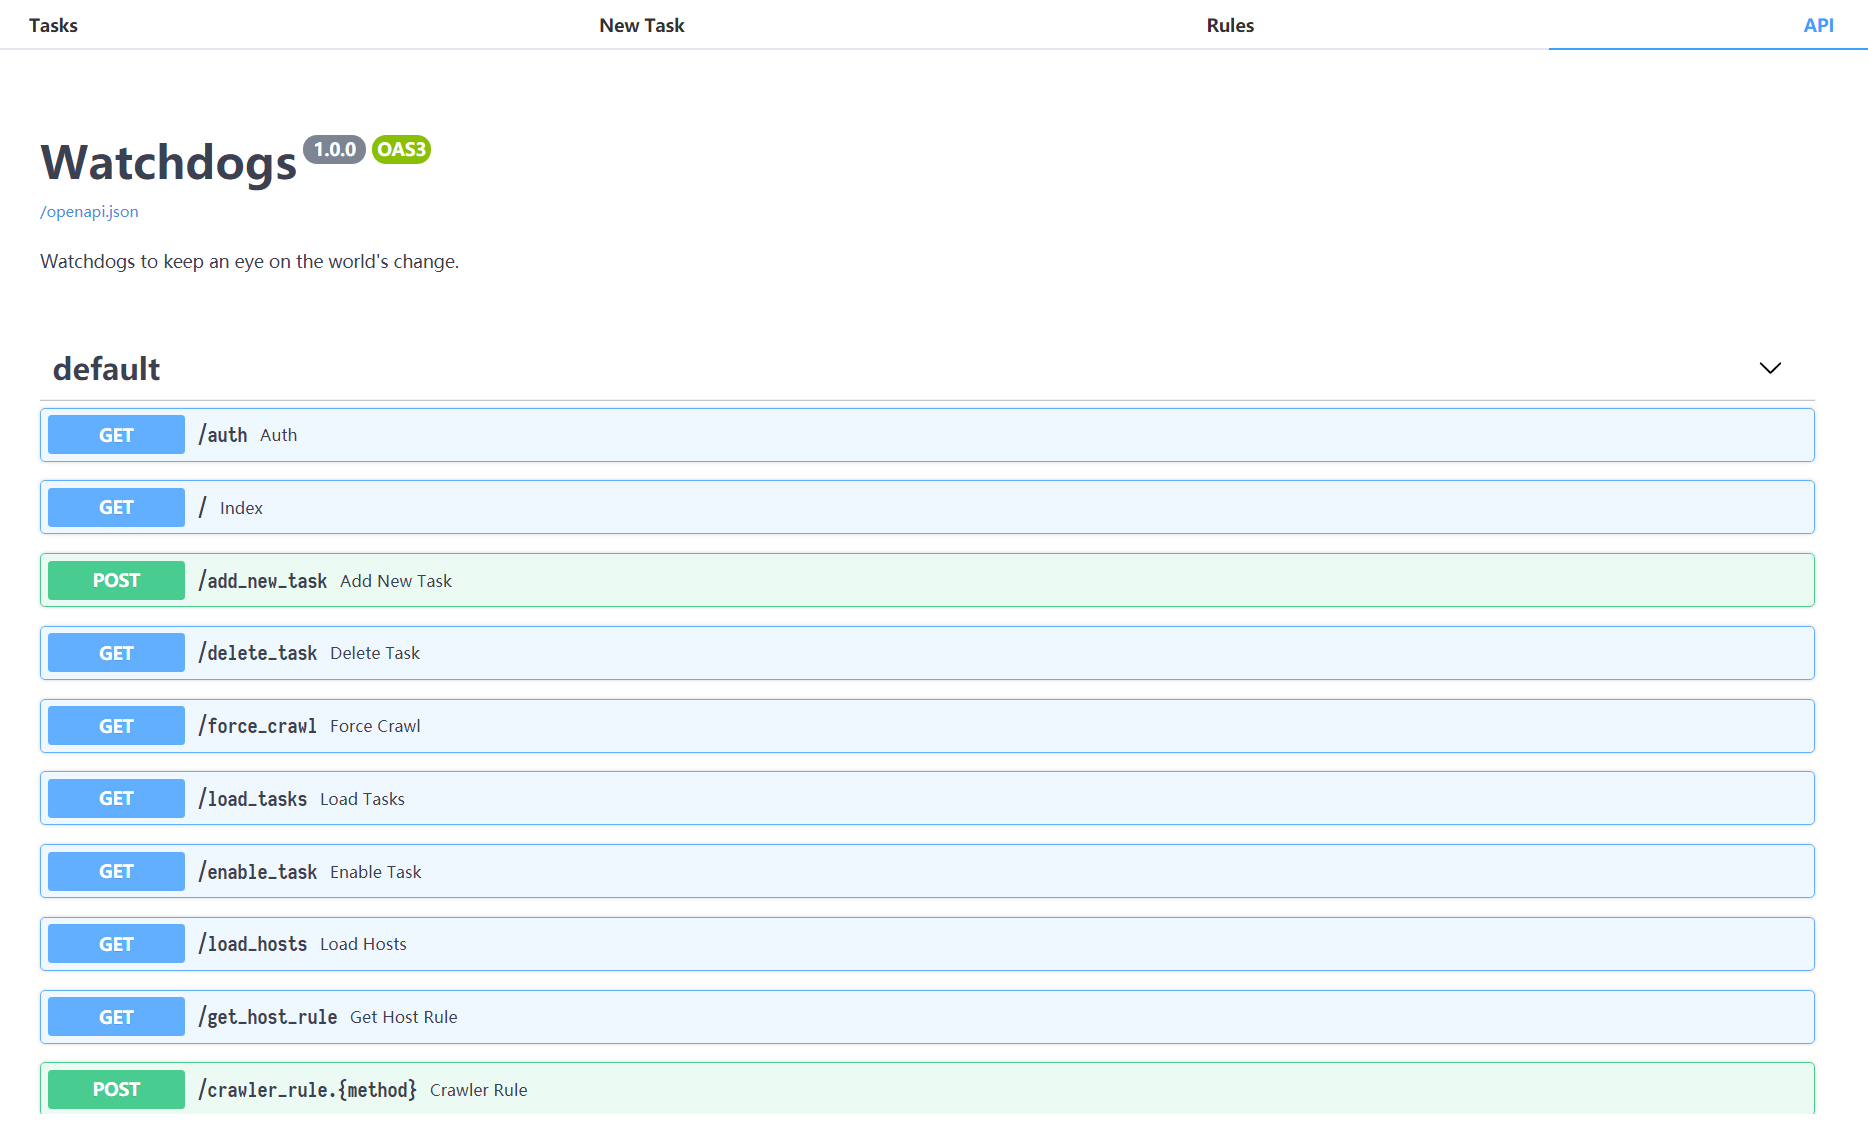 Tasks New Task Rules API
Watchdogs 1.0.0 OAS3
/openapi.json
Watchdogs to keep an eye on the world's change.
default
GET /auth Auth
GET / Index
POST /add_new_task Add New Task
GET /delete_task Delete Task
GET /force_crawl Force Crawl
GET /load_tasks Load Tasks
GET /enable_task Enable Task
GET /load_hosts Load Hosts
GET /get_host_rule Get Host Rule
POST /crawler_rule.{method} Crawler Rule